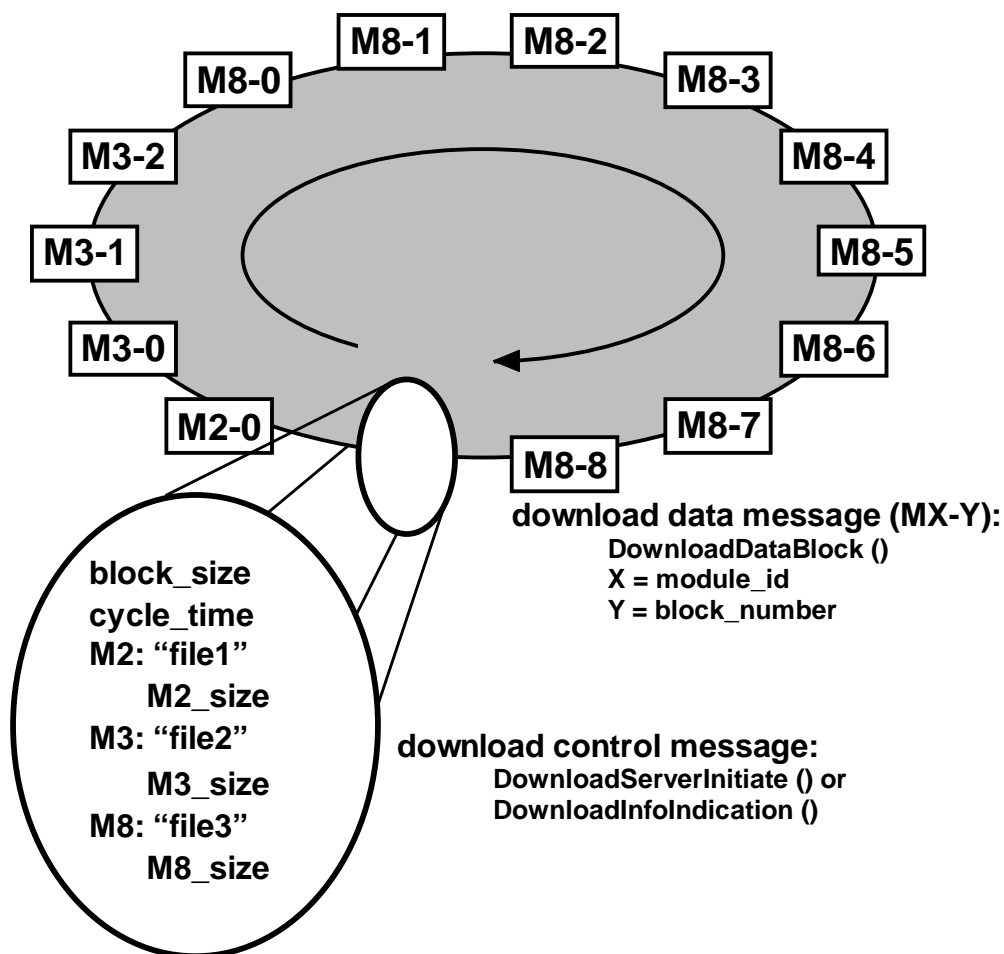 M8-1
M8-2
M8-0
M8-3
M3-2
M8-4
M3-1
M8-5
M3-0
M8-6
M2-0
M8-7
M8-8
download data message (MX-Y):
DownloadDataBlock ()
X = module_id
Y = block_number
block_size
cycle_time
M2: “file1”
M2_size
M3: “file2”
M3_size
M8: “file3”
M8_size
download control message:
DownloadServerInitiate () or
DownloadInfoIndication ()